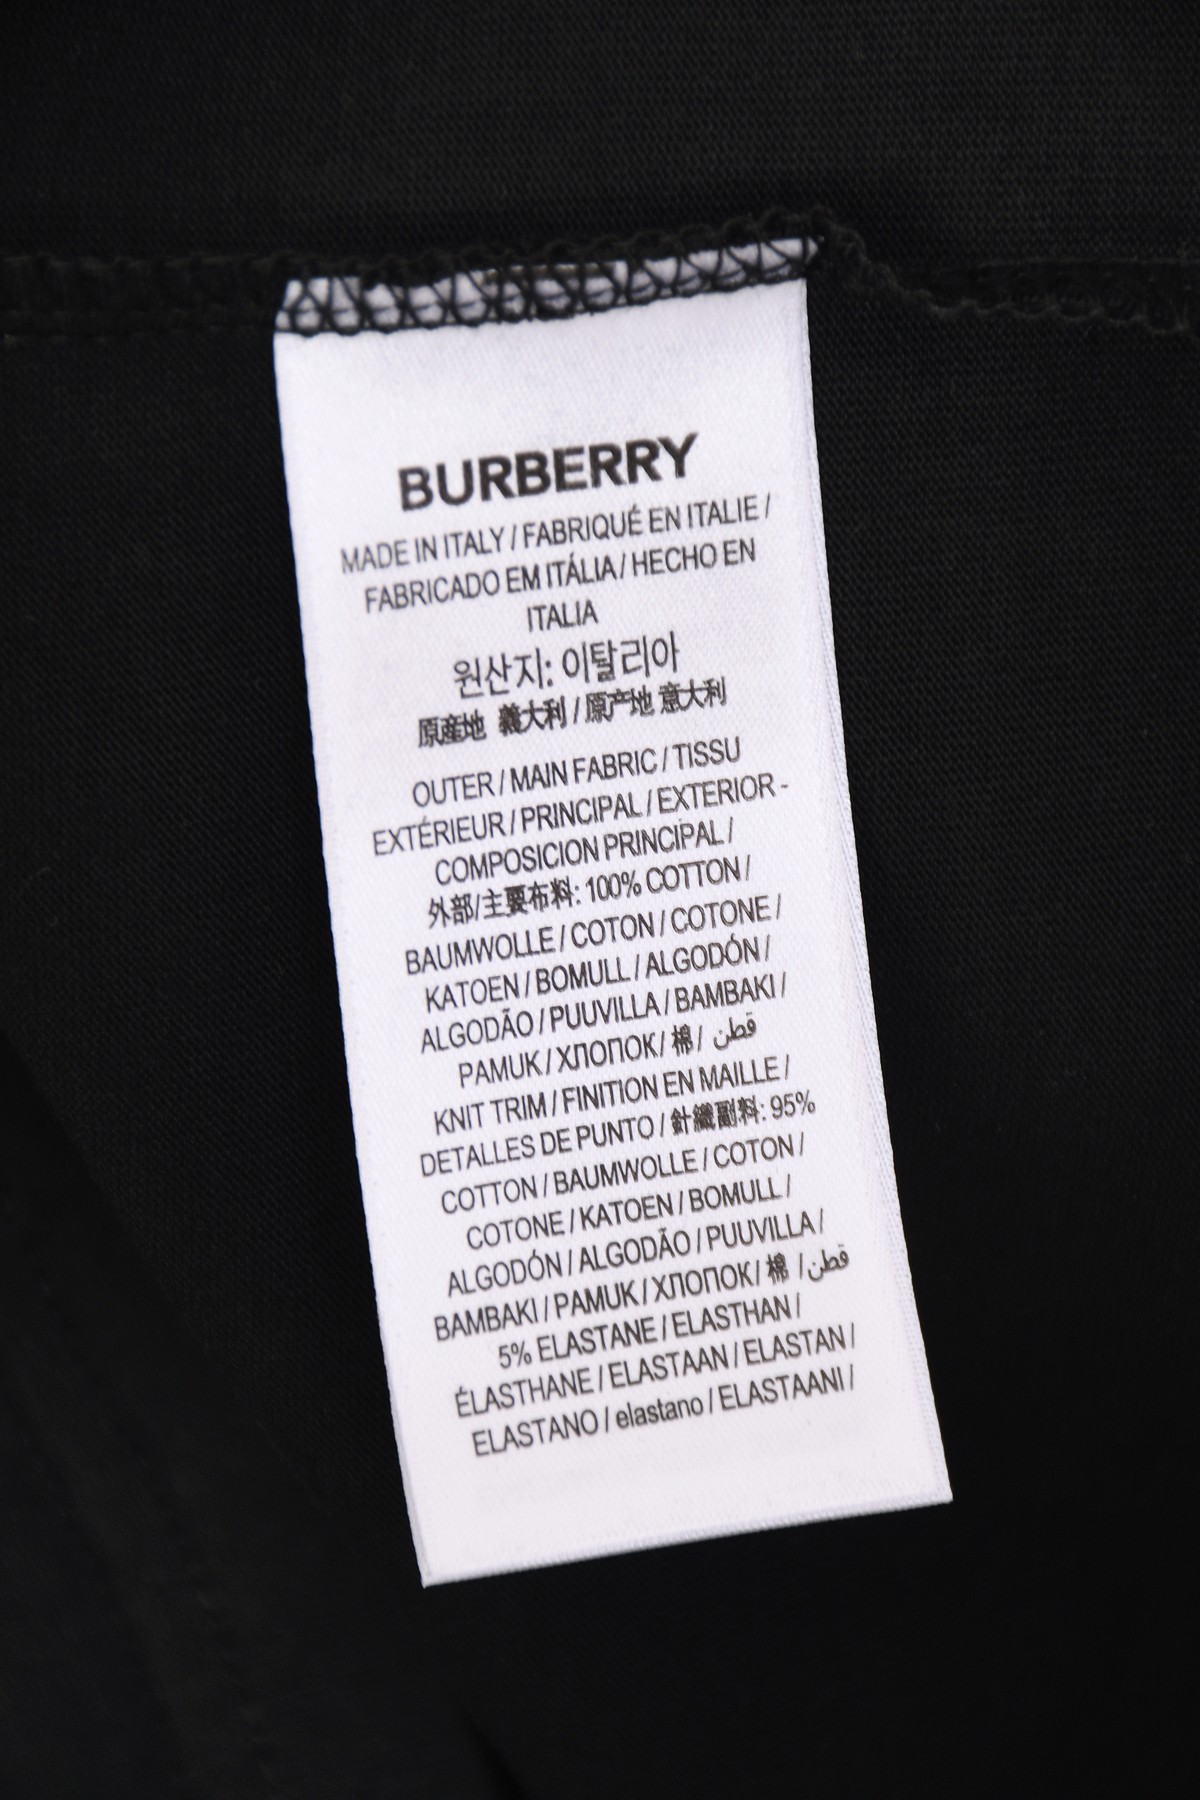 BURBERRY
MADE IN ITALY / FABRIQUÉ EN ITALIE /
FABRICADO EM ITÁLIA / HECHO EN
ITALIA
원산지: 이탈리아
原産地 義大利 / 原产地 意大利
OUTER / MAIN FABRIC / TISSU
EXTÉRIEUR / PRINCIPAL / EXTERIOR -
COMPOSICION PRINCIPAL /
外部/主要布料: 100% COTTON /
BAUMWOLLE / COTON / COTONE /
KATOEN / BOMULL / ALGODÓN /
ALGODÃO / PUUVILLA / BAMBAKI /
PAMUK / ХЛОПОК / 棉 / قطن
KNIT TRIM / FINITION EN MAILLE /
DETALLES DE PUNTO / 針織副料: 95%
COTTON / BAUMWOLLE / COTON /
COTONE / KATOEN / BOMULL /
ALGODÓN / ALGODÃO / PUUVILLA /
BAMBAKI / PAMUK / ХЛОПОК / 棉 / قطن
5% ELASTANE / ELASTHAN /
ÉLASTHANE / ELASTAAN / ELASTAN /
ELASTANO / elastano / ELASTAANI /